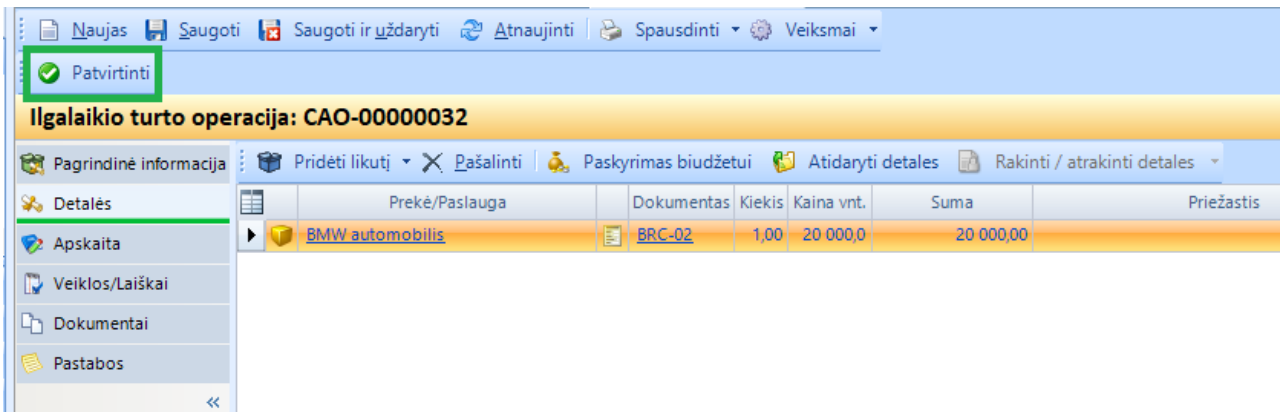 Naujas Saugoti Saugoti ir uždaryti Atnaujinti Spausdinti Veiksmai
Patvirtinti
Ilgalaikio turto operacija: CAO-00000032
Pagrindinė informacija Pridėti likutį Pašalinti Paskyrimas biudžetui Atidaryti detales Rakinti / atrakinti detales
Detalės Prekė/Paslauga Dokumentas Kiekis Kaina vnt. Suma Priežastis
Apskaita BMW automobilis BRC-02 1,00 20 000,0 20 000,00
Veiklos/Laiškai
Dokumentai
Pastabos
«